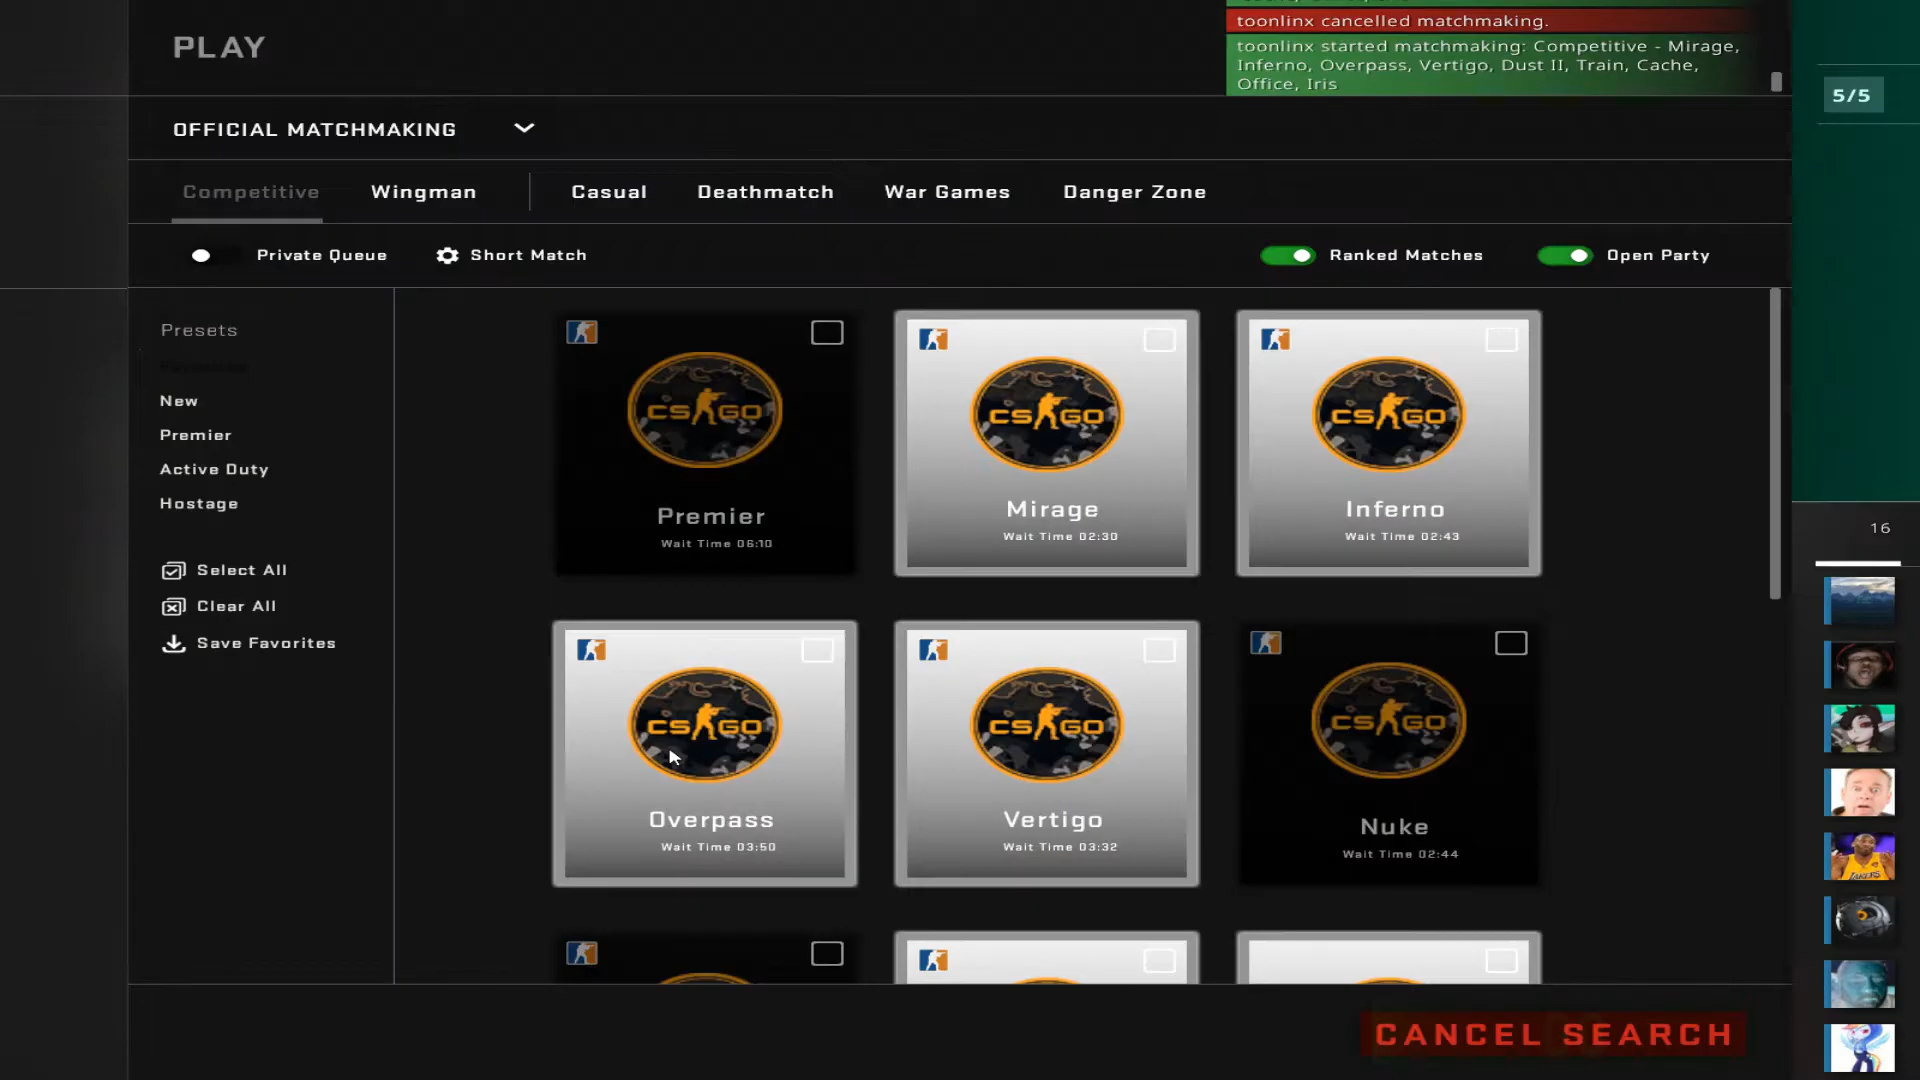 PLAY
toonlinx cancelled matchmaking.
toonlinx started matchmaking: Competitive - Mirage,
Inferno, Overpass, Vertigo, Dust II, Train, Cache,
Office, Iris
5/5
OFFICIAL MATCHMAKING
Competitive
Wingman
Casual
Deathmatch
War Games
Danger Zone
Private Queue
Short Match
Ranked Matches
Open Party
Presets
New
Premier
Active Duty
Hostage
Select All
Clear All
Save Favorites
CS GO
Premier
Wait Time 06:10
CS GO
Mirage
Wait Time 02:30
CS GO
Inferno
Wait Time 02:43
CS GO
Overpass
Wait Time 03:50
CS GO
Vertigo
Wait Time 03:32
CS GO
Nuke
Wait Time 02:44
16
CANCEL SEARCH